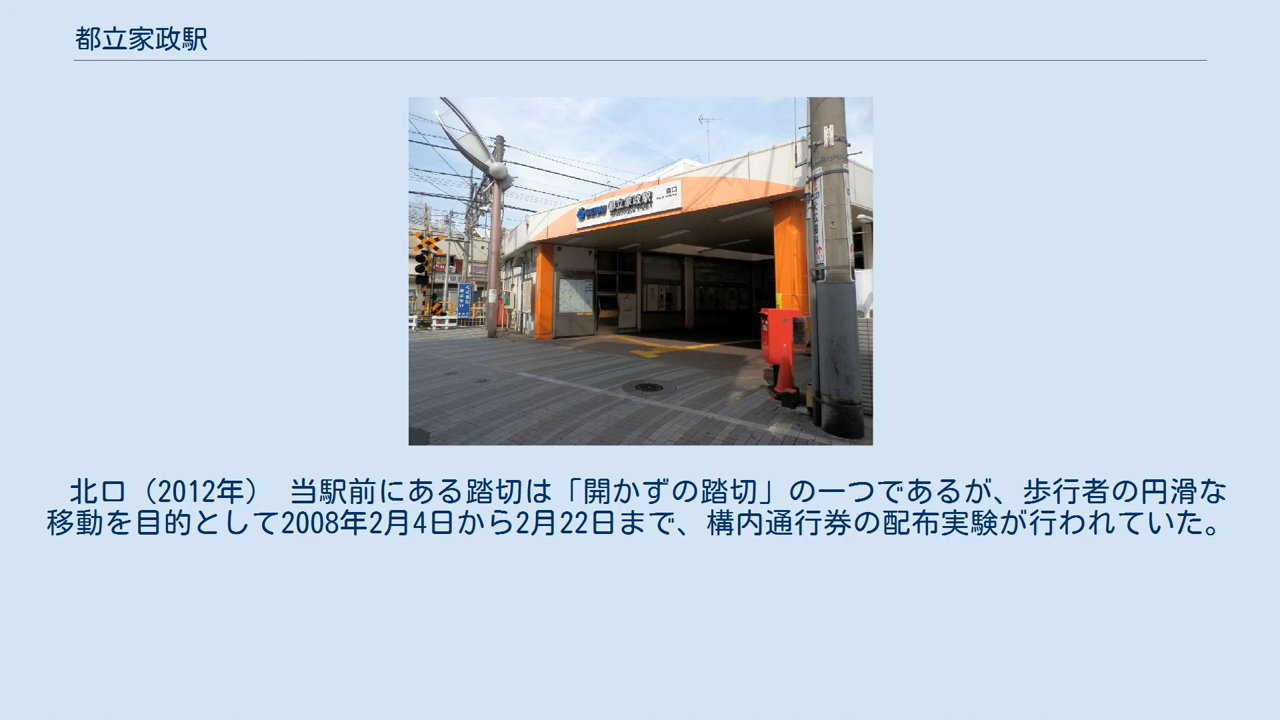 都立家政駅
都立家政駅
北口（2012年） 当駅前にある踏切は「開かずの踏切」の一つであるが、歩行者の円滑な
移動を目的として2008年2月4日から2月22日まで、構内通行券の配布実験が行われていた。